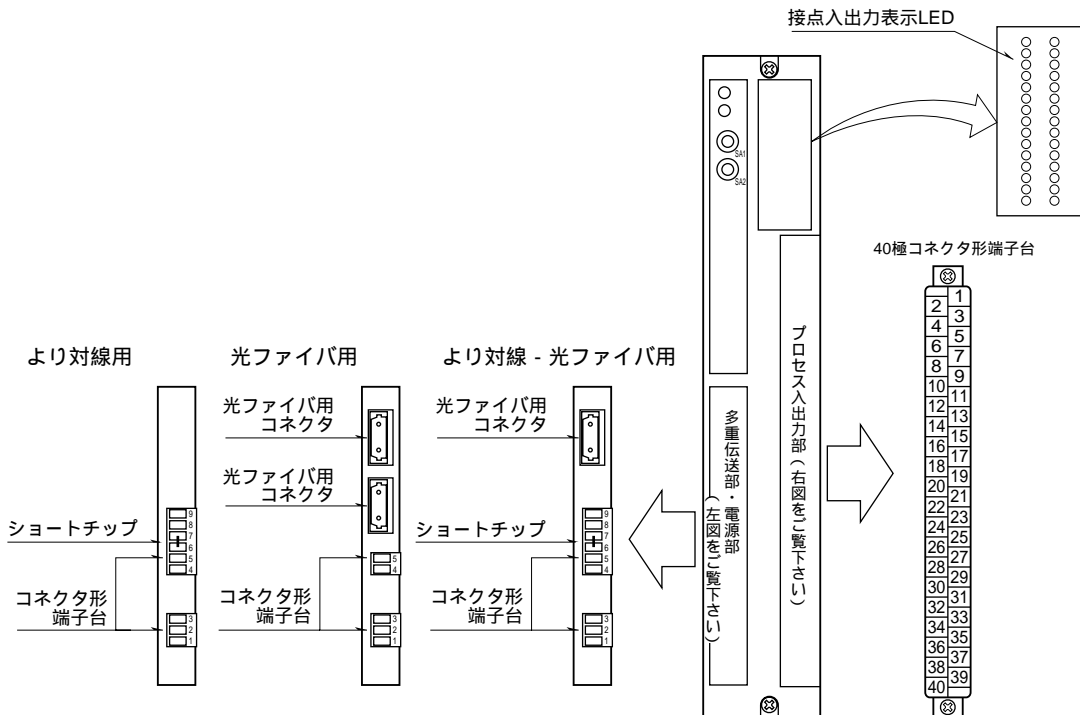 接点入出力表示LED
SA1
SA2
40極コネクタ形端子台
1
2
3
4
5
6
7
8
9
10
11
12
13
14
15
16
17
18
19
20
21
22
23
24
25
26
27
28
29
30
31
32
33
34
35
36
37
38
39
40
プロセス入出力部(右図をご覧下さい)
多重伝送部・電源部
(左図をご覧下さい)
より対線用
ショートチップ
コネクタ形
端子台
9
8
7
6
5
4
3
2
1
光ファイバ用
光ファイバ用
コネクタ
光ファイバ用
コネクタ
コネクタ形
端子台
5
4
3
2
1
より対線 - 光ファイバ用
光ファイバ用
コネクタ
ショートチップ
コネクタ形
端子台
9
8
7
6
5
4
3
2
1